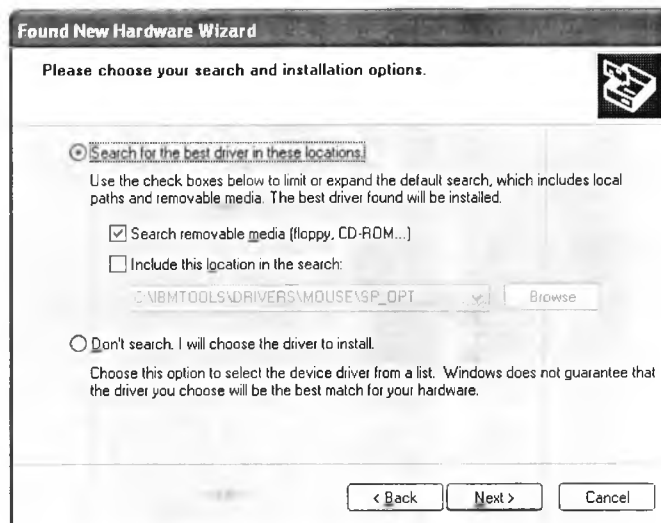 Found New Hardware Wizard
Please choose your search and installation options.
Search for the best driver in these locations.
Use the check boxes below to limit or expand the default search, which includes local
paths and removable media. The best driver found will be installed.
Search removable media (floppy, CD-ROM...)
Include this location in the search:
C:\IBMTOOLS\DRIVERS\MOUSE\SP_OPT
Browse
Don't search. I will choose the driver to install.
Choose this option to select the device driver from a list. Windows does not guarantee that
the driver you choose will be the best match for your hardware.
< Back
Next >
Cancel